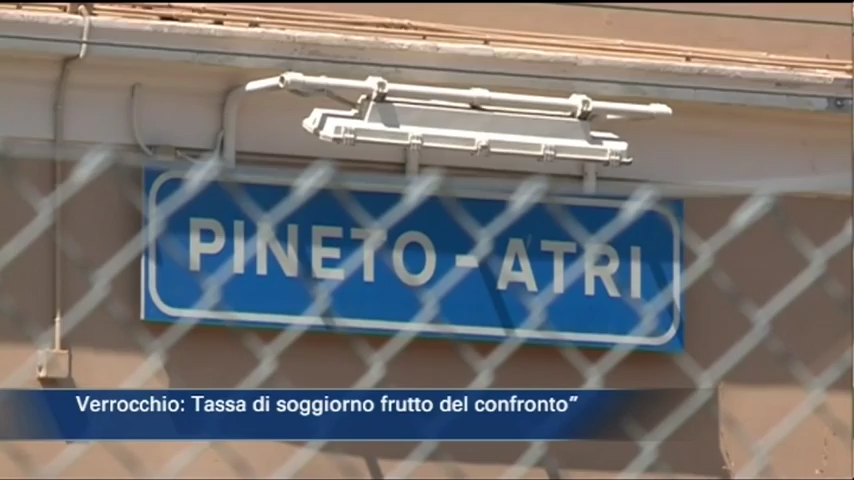 PINETO - ATRI
Verrocchio: Tassa di soggiorno frutto del confronto”